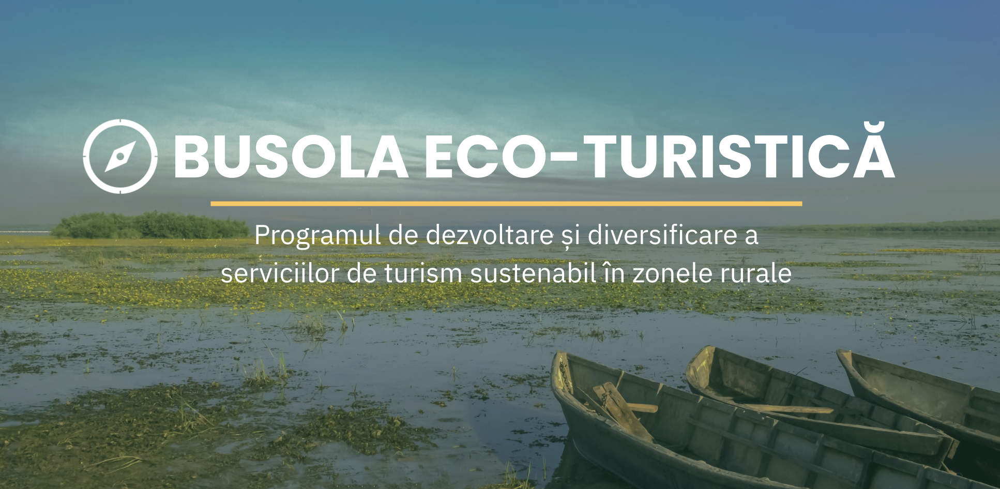 BUSOLA ECO-TURISTICĂ
Programul de dezvoltare și diversificare a
serviciilor de turism sustenabil în zonele rurale